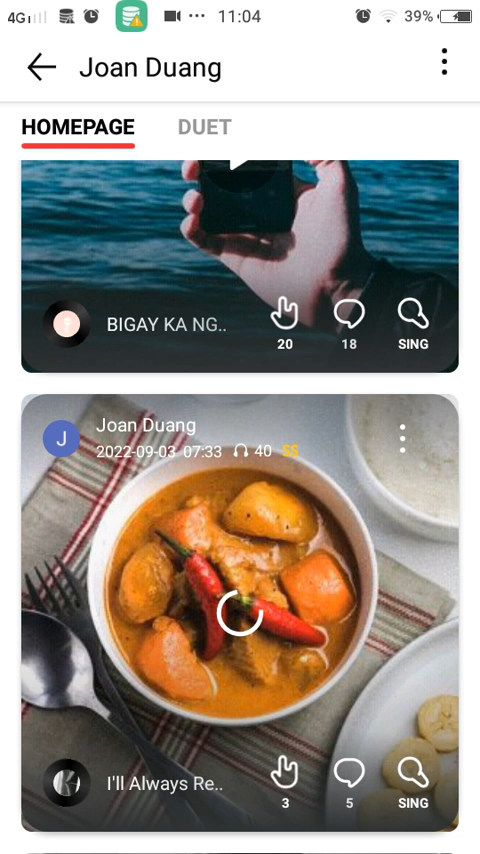 4G 11:04 39%
Joan Duang
HOMEPAGE DUET
BIGAY KA NG..
20 18 SING
J
Joan Duang
2022-09-03 07:33 40 SS
I'll Always Re..
3 5 SING